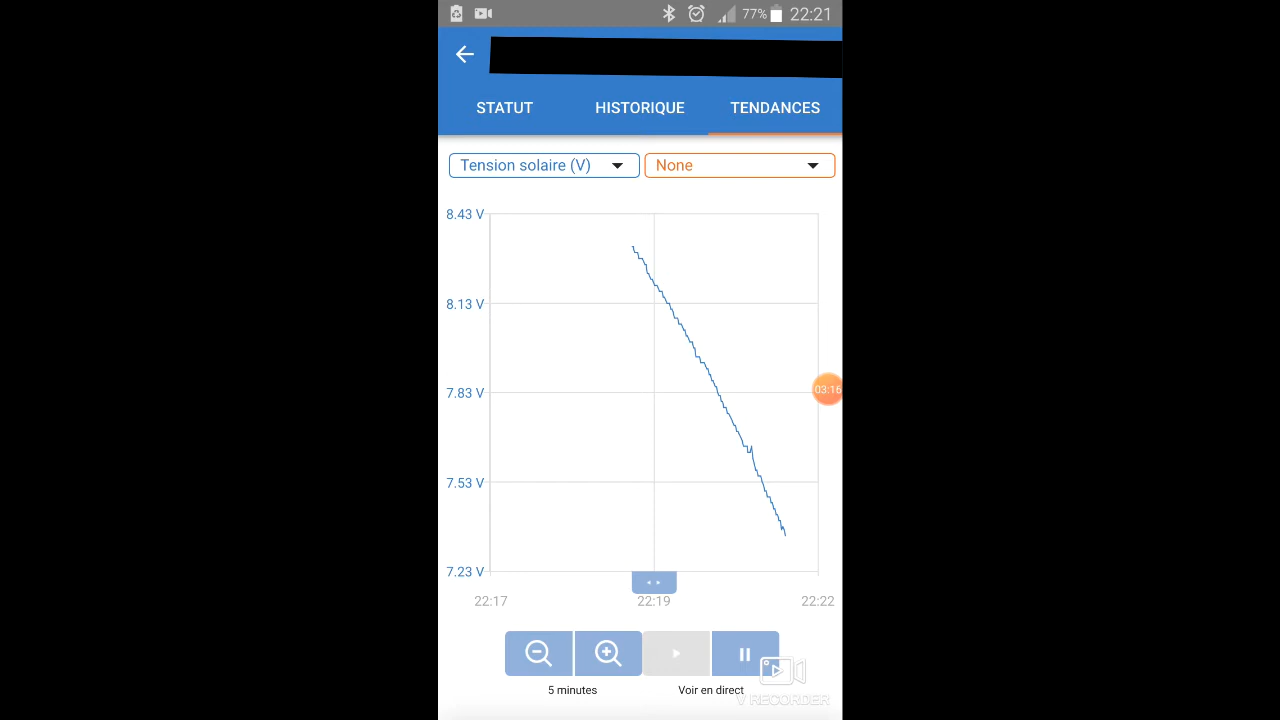 77% 22:21
STATUT HISTORIQUE TENDANCES
Tension solaire (V) None
8.43 V
8.13 V
7.83 V
03:16
7.53 V
7.23 V
22:17 22:19 22:22
5 minutes Voir en direct
V RECORDER